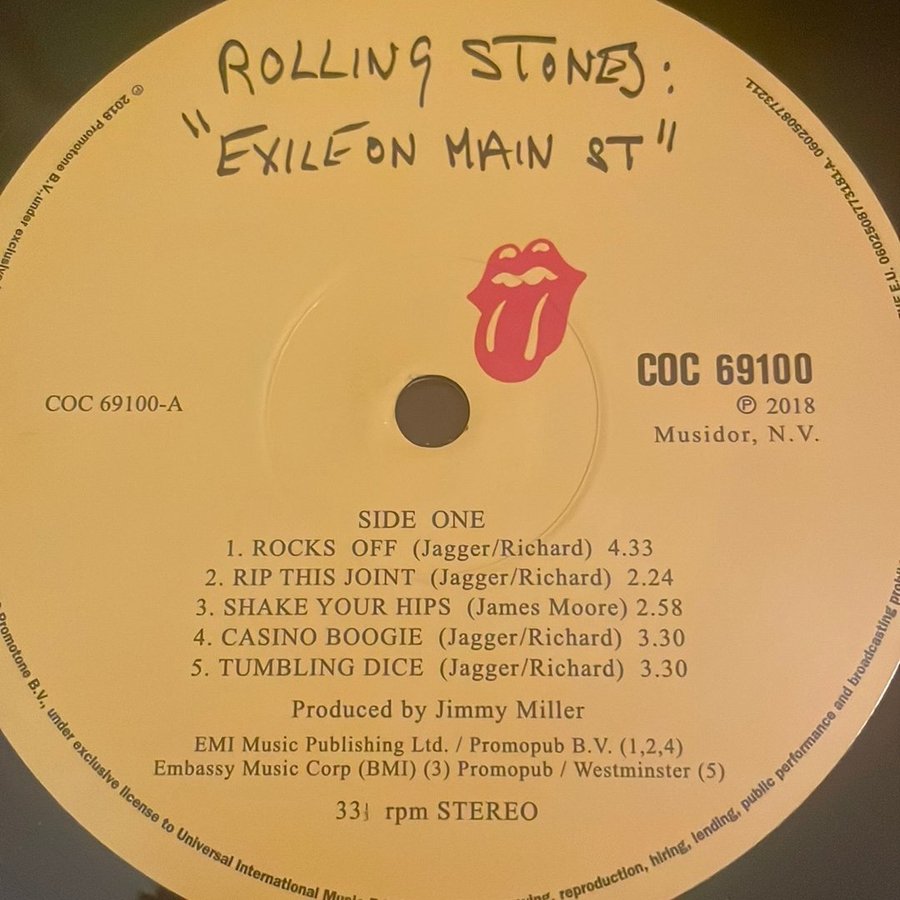 ROLLING STONES:
"EXILE ON MAIN ST"
COC 69100
COC 69100-A
℗ 2018
Musidor, N.V.
SIDE ONE
1. ROCKS OFF (Jagger/Richard) 4.33
2. RIP THIS JOINT (Jagger/Richard) 2.24
3. SHAKE YOUR HIPS (James Moore) 2.58
4. CASINO BOOGIE (Jagger/Richard) 3.30
5. TUMBLING DICE (Jagger/Richard) 3.30
Produced by Jimmy Miller
EMI Music Publishing Ltd. / Promopub B.V. (1,2,4)
Embassy Music Corp (BMI) (3) Promopub / Westminster (5)
33⅓ rpm STEREO
℗ 2018 Promotone B.V., under
Promotone B.V., under exclusive license to Universal International
reproduction, hiring, lending, public performance and broadcasting
E.U. 0602508773181-A. 0602508773211.